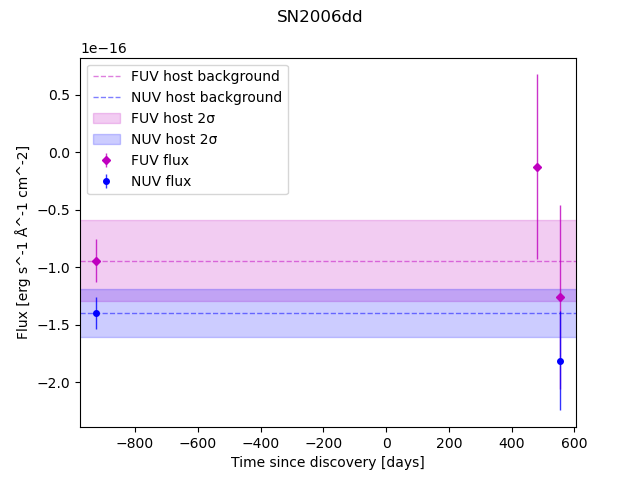 SN2006dd
1e−16
FUV host background
NUV host background
FUV host 2σ
NUV host 2σ
FUV flux
NUV flux
0.5
0.0
−0.5
−1.0
−1.5
−2.0
Flux [erg s^-1 Å^-1 cm^-2]
−800 −600 −400 −200 0 200 400 600
Time since discovery [days]